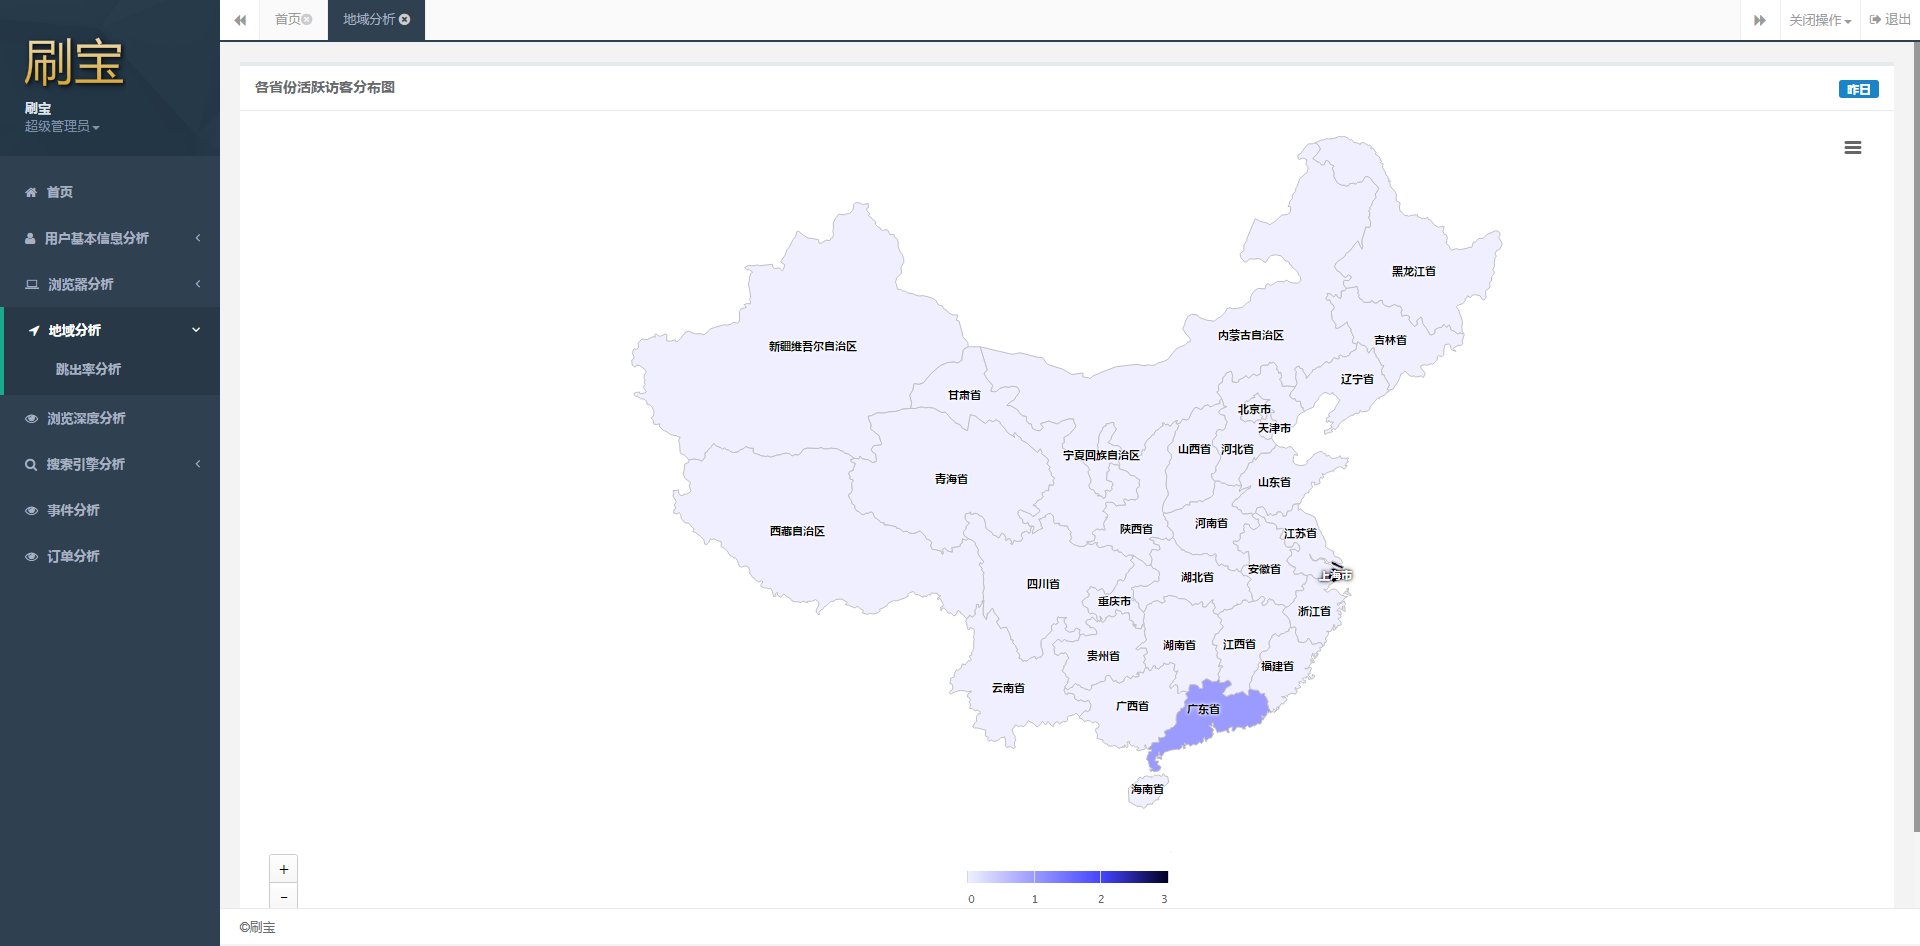 刷宝
刷宝
超级管理员
首页
用户基本信息分析
浏览器分析
地域分析
跳出率分析
浏览深度分析
搜索引擎分析
事件分析
订单分析
首页
地域分析
关闭操作
退出
各省份活跃访客分布图
昨日
黑龙江省
内蒙古自治区
吉林省
新疆维吾尔自治区
辽宁省
甘肃省
北京市
天津市
山西省
河北省
宁夏回族自治区
青海省
山东省
河南省
陕西省
西藏自治区
江苏省
安徽省
上海市
湖北省
四川省
重庆市
浙江省
湖南省
江西省
贵州省
福建省
云南省
广西省
广东省
海南省
+
-
0 1 2 3
©刷宝